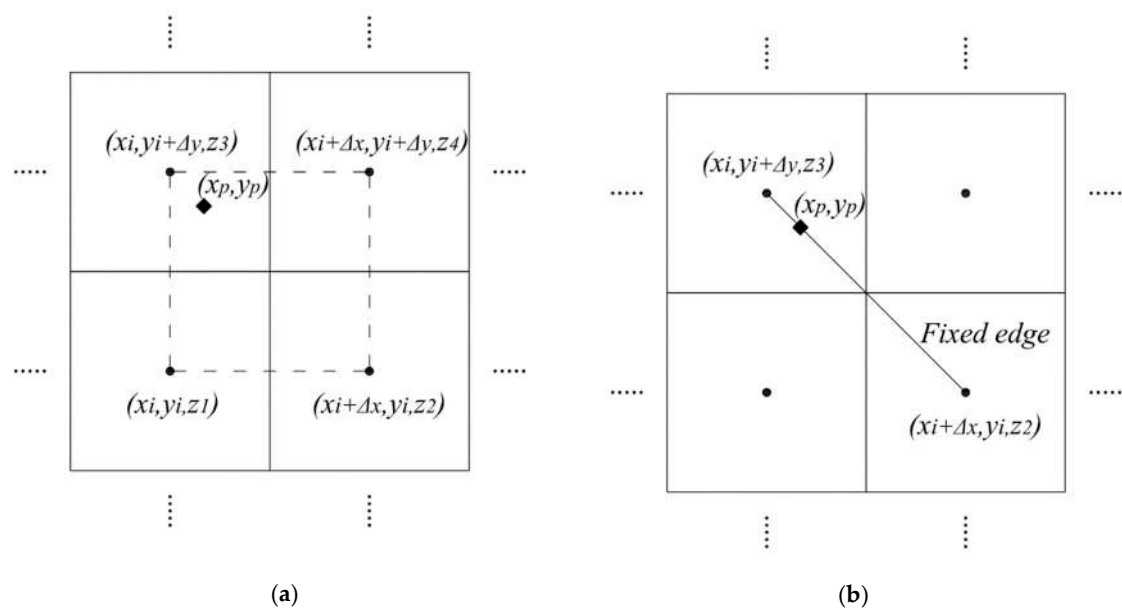 (xi,yi+Δy,z3) (xi+Δx,yi+Δy,z4)
(xp,yp)
(xi,yi,z1) (xi+Δx,yi,z2)
(a)
(xi,yi+Δy,z3)
(xp,yp)
Fixed edge
(xi+Δx,yi,z2)
(b)